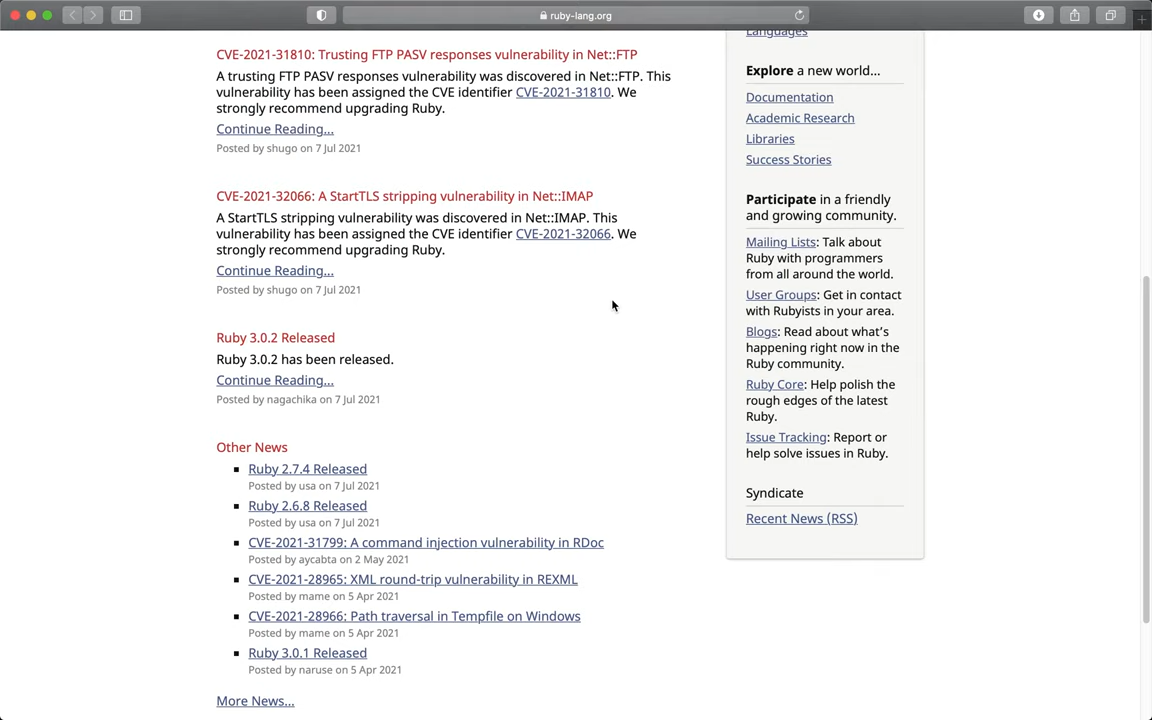 ruby-lang.org
CVE-2021-31810: Trusting FTP PASV responses vulnerability in Net::FTP
A trusting FTP PASV responses vulnerability was discovered in Net::FTP. This
vulnerability has been assigned the CVE identifier CVE-2021-31810. We
strongly recommend upgrading Ruby.
Continue Reading...
Posted by shugo on 7 Jul 2021
CVE-2021-32066: A StartTLS stripping vulnerability in Net::IMAP
A StartTLS stripping vulnerability was discovered in Net::IMAP. This
vulnerability has been assigned the CVE identifier CVE-2021-32066. We
strongly recommend upgrading Ruby.
Continue Reading...
Posted by shugo on 7 Jul 2021
Ruby 3.0.2 Released
Ruby 3.0.2 has been released.
Continue Reading...
Posted by nagachika on 7 Jul 2021
Other News
Ruby 2.7.4 Released
Posted by usa on 7 Jul 2021
Ruby 2.6.8 Released
Posted by usa on 7 Jul 2021
CVE-2021-31799: A command injection vulnerability in RDoc
Posted by aycabta on 2 May 2021
CVE-2021-28965: XML round-trip vulnerability in REXML
Posted by mame on 5 Apr 2021
CVE-2021-28966: Path traversal in Tempfile on Windows
Posted by mame on 5 Apr 2021
Ruby 3.0.1 Released
Posted by naruse on 5 Apr 2021
More News...
Languages
Explore a new world...
Documentation
Academic Research
Libraries
Success Stories
Participate in a friendly
and growing community.
Mailing Lists: Talk about
Ruby with programmers
from all around the world.
User Groups: Get in contact
with Rubyists in your area.
Blogs: Read about what's
happening right now in the
Ruby community.
Ruby Core: Help polish the
rough edges of the latest
Ruby.
Issue Tracking: Report or
help solve issues in Ruby.
Syndicate
Recent News (RSS)